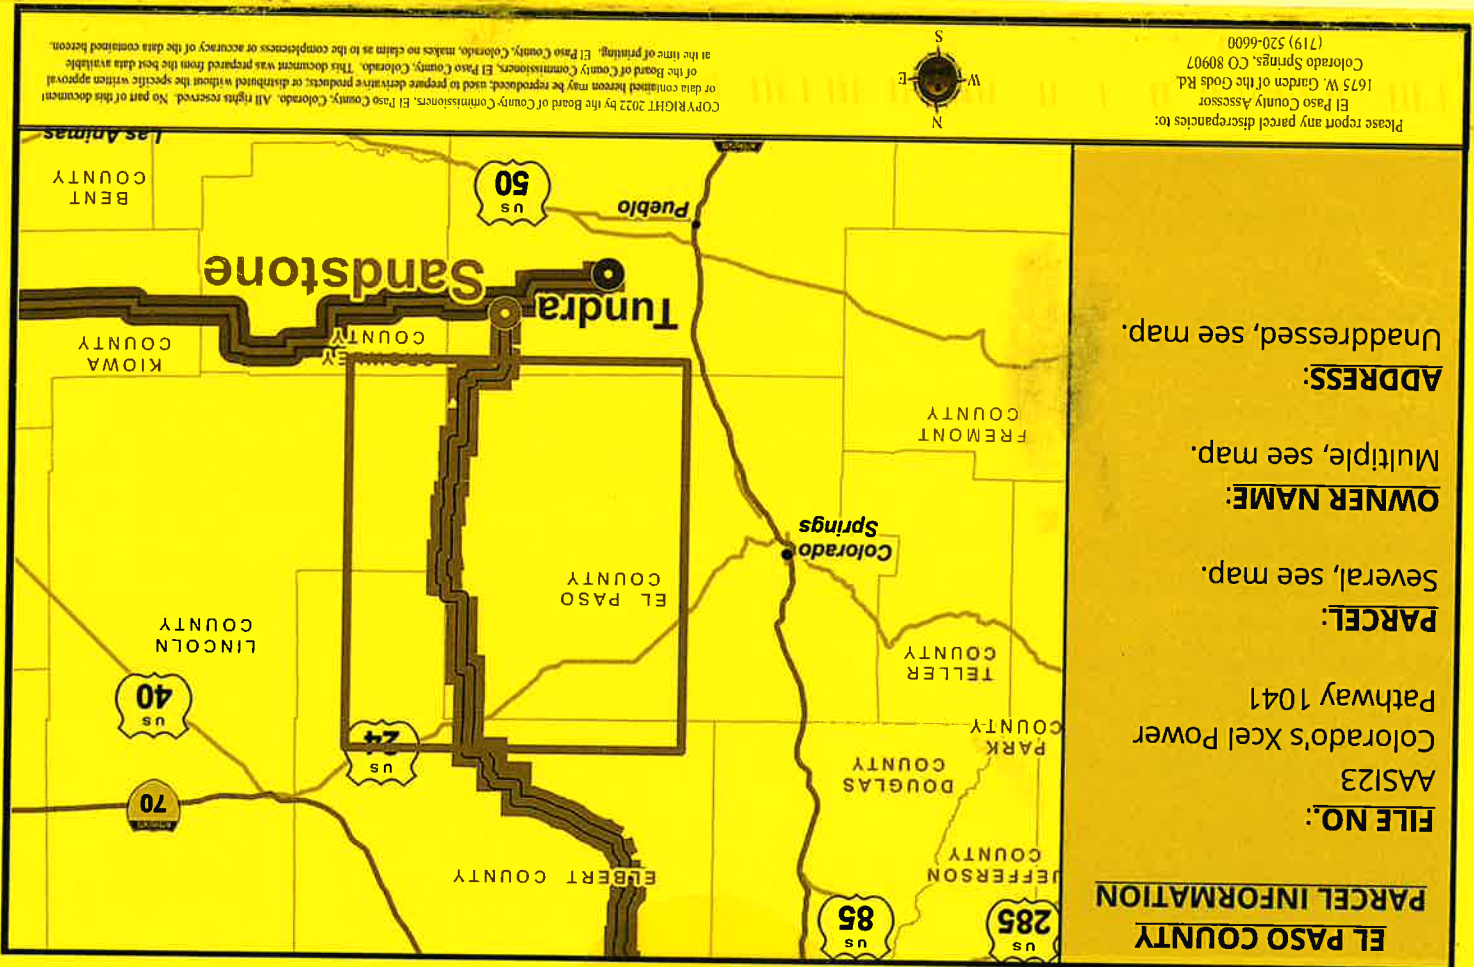 EL PASO COUNTY
PARCEL INFORMATION
FILE NO.:
AASI23
Colorado's Xcel Power
Pathway 1041
PARCEL:
Several, see map.
OWNER NAME:
Multiple, see map.
ADDRESS:
Unaddressed, see map.
US
285
US
85
JEFFERSON
COUNTY
ELBERT COUNTY
70
DOUGLAS
COUNTY
PARK
COUNTY
US
24
US
40
TELLER
COUNTY
LINCOLN
COUNTY
EL PASO
COUNTY
Colorado
Springs
FREMONT
COUNTY
CROWLEY
COUNTY
KIOWA
COUNTY
Tundra
Sandstone
Pueblo
US
50
BENT
COUNTY
Las Animas
Please report any parcel discrepancies to:
El Paso County Assessor
1675 W. Garden of the Gods Rd.
Colorado Springs, CO 80907
(719) 520-6600
N
W
E
S
COPYRIGHT 2022 by the Board of County Commissioners, El Paso County, Colorado. All rights reserved. No part of this document
or data contained hereon may be reproduced; used to prepare derivative products; or distributed without the specific written approval
of the Board of County Commissioners, El Paso County, Colorado. This document was prepared from the best data available
at the time of printing. El Paso County, Colorado, makes no claim as to the completeness or accuracy of the data contained hereon.